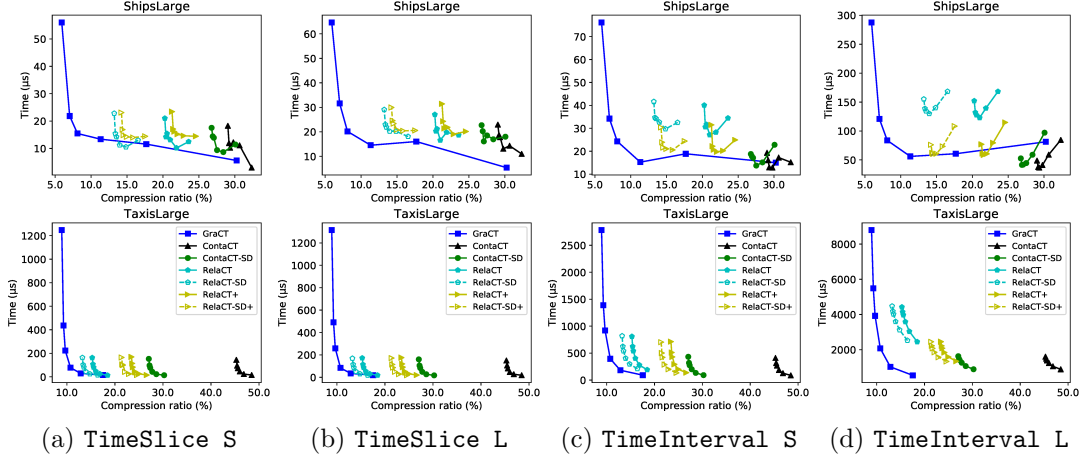 ShipsLarge
Time (μs)
50
40
30
20
10
5.0 10.0 15.0 20.0 25.0 30.0
Compression ratio (%)
ShipsLarge
Time (μs)
60
50
40
30
20
10
5.0 10.0 15.0 20.0 25.0 30.0
Compression ratio (%)
ShipsLarge
Time (μs)
80
70
60
50
40
30
20
10
5.0 10.0 15.0 20.0 25.0 30.0
Compression ratio (%)
ShipsLarge
Time (μs)
300
250
200
150
100
50
5.0 10.0 15.0 20.0 25.0 30.0
Compression ratio (%)
TaxisLarge
Time (μs)
1200
1000
800
600
400
200
0
10.0 20.0 30.0 40.0 50.0
Compression ratio (%)
GraCT
ContaCT
ContaCT-SD
RelaCT
RelaCT-SD
RelaCT+
RelaCT-SD+
TaxisLarge
Time (μs)
1200
1000
800
600
400
200
0
10.0 20.0 30.0 40.0 50.0
Compression ratio (%)
GraCT
ContaCT
ContaCT-SD
RelaCT
RelaCT-SD
RelaCT+
RelaCT-SD+
TaxisLarge
Time (μs)
2500
2000
1500
1000
500
0
10.0 20.0 30.0 40.0 50.0
Compression ratio (%)
GraCT
ContaCT
ContaCT-SD
RelaCT
RelaCT-SD
RelaCT+
RelaCT-SD+
TaxisLarge
Time (μs)
8000
6000
4000
2000
10.0 20.0 30.0 40.0 50.0
Compression ratio (%)
GraCT
ContaCT
ContaCT-SD
RelaCT
RelaCT-SD
RelaCT+
RelaCT-SD+
(a) TimeSlice S
(b) TimeSlice L
(c) TimeInterval S
(d) TimeInterval L